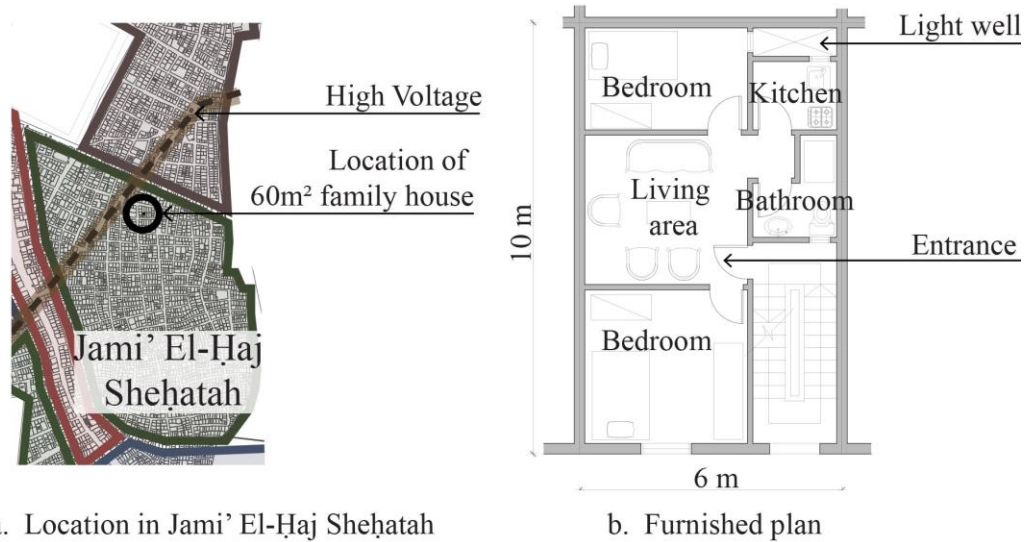 High Voltage
Location of
60m² family house
Jami’ El-Ḥaj
Sheḥatah
Light well
Bedroom
Kitchen
Living
area
Bathroom
10 m
Entrance
Bedroom
6 m
. Location in Jami’ El-Ḥaj Sheḥatah
b. Furnished plan